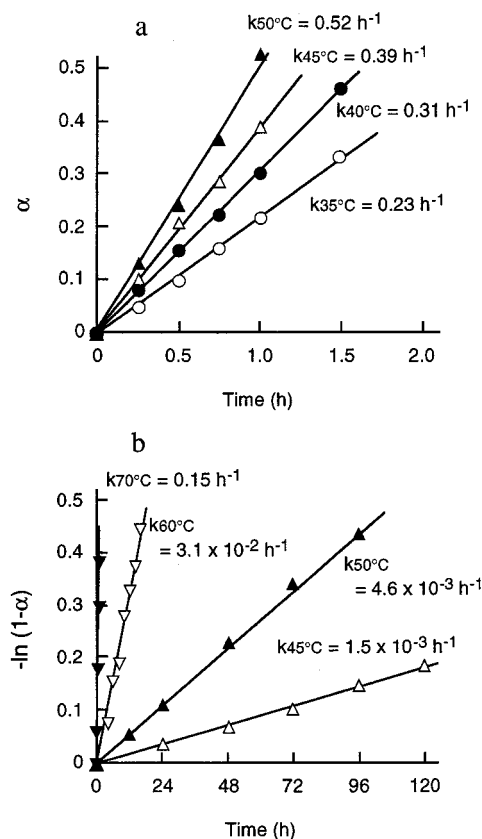 a
k50°C = 0.52 h-1
k45°C = 0.39 h-1
k40°C = 0.31 h-1
k35°C = 0.23 h-1
α
0.5
0.4
0.3
0.2
0.1
0
0 0.5 1.0 1.5 2.0
Time (h)
b
k70°C = 0.15 h-1
k60°C
= 3.1 x 10-2 h-1
k50°C
= 4.6 x 10-3 h-1
k45°C = 1.5 x 10-3 h-1
-ln (1-α)
0.5
0.4
0.3
0.2
0.1
0
0 24 48 72 96 120
Time (h)